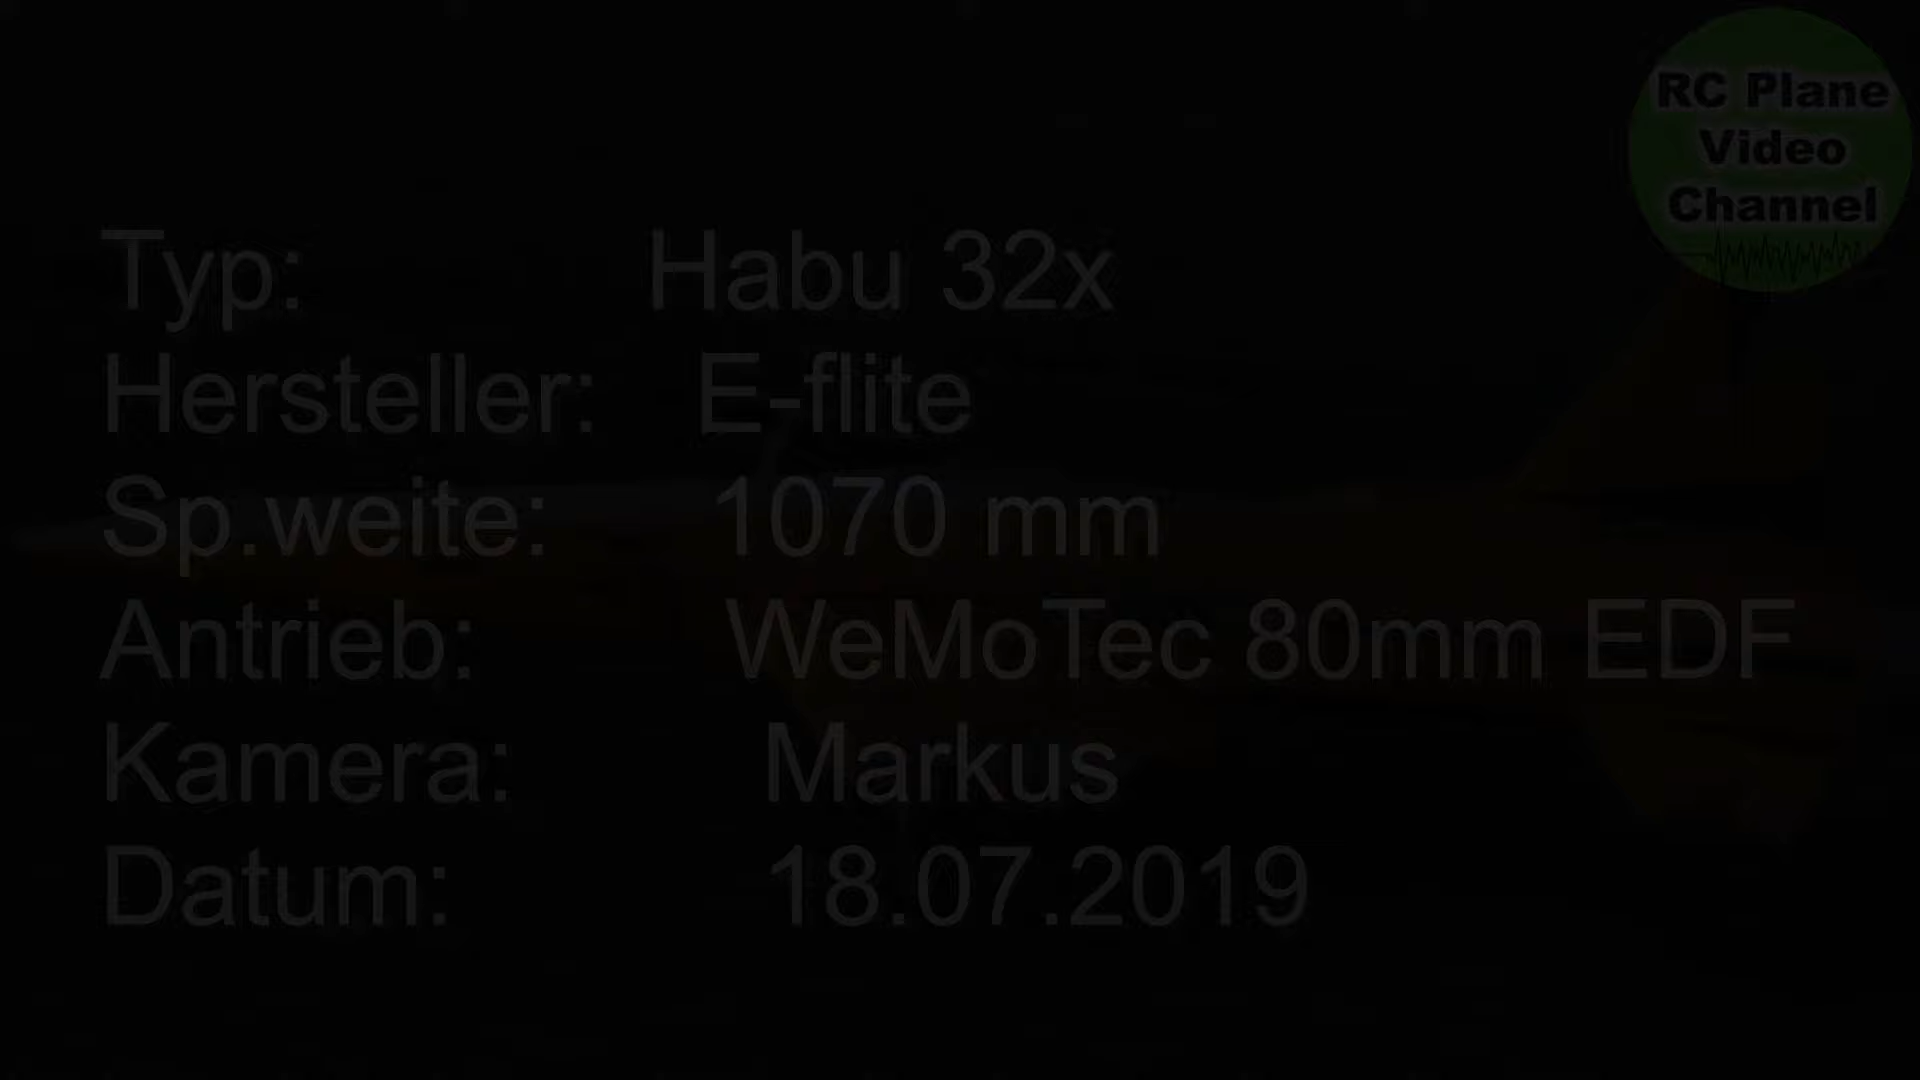 RC Plane
Video
Channel
Typ: Habu 32x
Hersteller: E-flite
Sp.weite: 1070 mm
Antrieb: WeMoTec 80mm EDF
Kamera: Markus
Datum: 18.07.2019